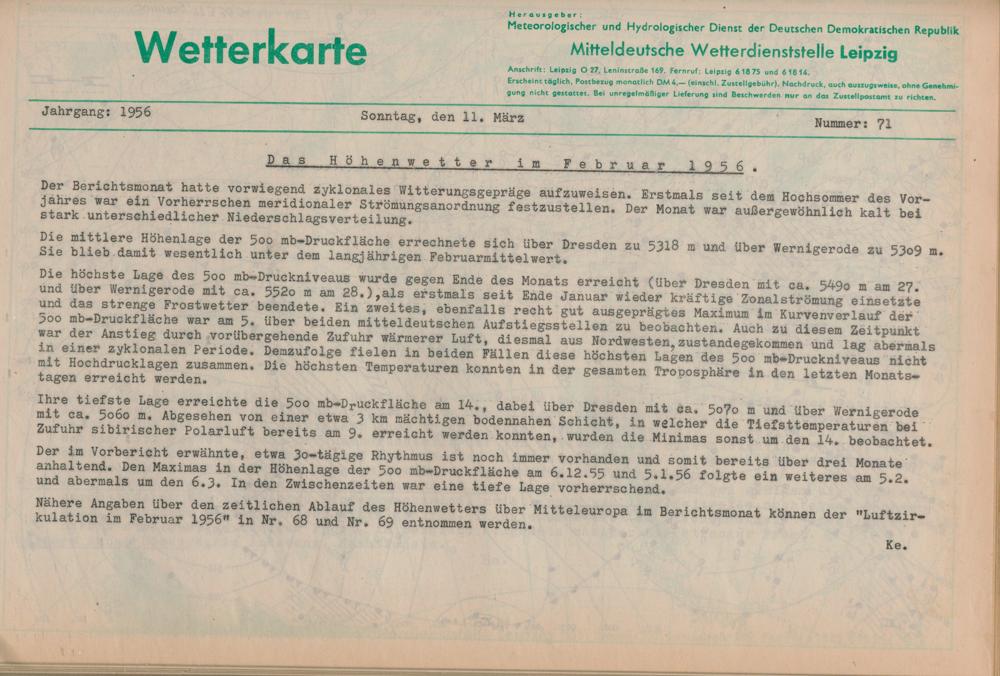 Wetterkarte
Herausgeber:
Meteorologischer und Hydrologischer Dienst der Deutschen Demokratischen Republik
Mitteldeutsche Wetterdienststelle Leipzig
Anschrift: Leipzig O 27, Leninstraße 169. Fernruf: Leipzig 6 18 75 und 6 18 14.
Erscheint täglich, Postbezug monatlich DM 4,— (einschl. Zustellgebühr). Nachdruck, auch auszugsweise, ohne Genehmi-
gung nicht gestattet. Bei unregelmäßiger Lieferung sind Beschwerden nur an das Zustellpostamt zu richten.
Jahrgang: 1956
Sonntag, den 11. März
Nummer: 71
Das Höhenwetter im Februar 1956.
Der Berichtsmonat hatte vorwiegend zyklonales Witterungsgepräge aufzuweisen. Erstmals seit dem Hochsommer des Vor-
jahres war ein Vorherrschen meridionaler Strömungsanordnung festzustellen. Der Monat war außergewöhnlich kalt bei
stark unterschiedlicher Niederschlagsverteilung.
Die mittlere Höhenlage der 5oo mb-Druckfläche errechnete sich über Dresden zu 5318 m und über Wernigerode zu 53o9 m.
Sie blieb damit wesentlich unter dem langjährigen Februarmittelwert.
Die höchste Lage des 5oo mb-Druckniveaus wurde gegen Ende des Monats erreicht (über Dresden mit ca. 549o m am 27.
und über Wernigerode mit ca. 552o m am 28.),als erstmals seit Ende Januar wieder kräftige Zonalströmung einsetzte
und das strenge Frostwetter beendete. Ein zweites, ebenfalls recht gut ausgeprägtes Maximum im Kurvenverlauf der
5oo mb-Druckfläche war am 5. über beiden mitteldeutschen Aufstiegsstellen zu beobachten. Auch zu diesem Zeitpunkt
war der Anstieg durch vorübergehende Zufuhr wärmerer Luft, diesmal aus Nordwesten,zustandegekommen und lag abermals
in einer zyklonalen Periode. Demzufolge fielen in beiden Fällen diese höchsten Lagen des 5oo mb-Druckniveaus nicht
mit Hochdrucklagen zusammen. Die höchsten Temperaturen konnten in der gesamten Troposphäre in den letzten Monats-
tagen erreicht werden.
Ihre tiefste Lage erreichte die 5oo mb-Druckfläche am 14., dabei über Dresden mit ca. 5o7o m und über Wernigerode
mit ca. 5o6o m. Abgesehen von einer etwa 3 km mächtigen bodennahen Schicht, in welcher die Tiefsttemperaturen bei
Zufuhr sibirischer Polarluft bereits am 9. erreicht werden konnten, wurden die Minimas sonst um den 14. beobachtet.
Der im Vorbericht erwähnte, etwa 3o-tägige Rhythmus ist noch immer vorhanden und somit bereits über drei Monate
anhaltend. Den Maximas in der Höhenlage der 5oo mb-Druckfläche am 6.12.55 und 5.1.56 folgte ein weiteres am 5.2.
und abermals um den 6.3. In den Zwischenzeiten war eine tiefe Lage vorherrschend.
Nähere Angaben über den zeitlichen Ablauf des Höhenwetters über Mitteleuropa im Berichtsmonat können der "Luftzir-
kulation im Februar 1956" in Nr. 68 und Nr. 69 entnommen werden.
Ke.